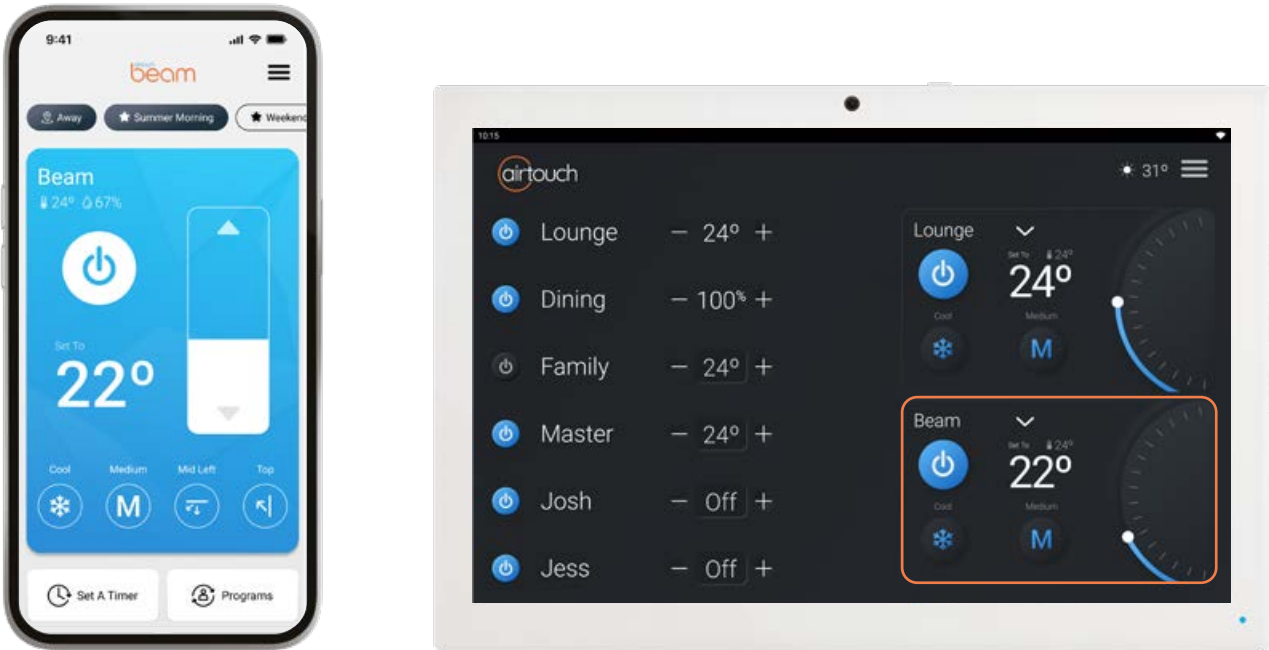 9:41
beam
Away
Summer Morning
Weekend
Beam
24° 67%
Set To
22°
Cool Medium Mid Left Top
M
Set A Timer
Programs
10:15
airtouch
31°
Lounge − 24° +
Dining − 100% +
Family − 24° +
Master − 24° +
Josh − Off +
Jess − Off +
Lounge
Set To 24°
24°
Cool Medium
M
Beam
Set To 24°
22°
Cool Medium
M